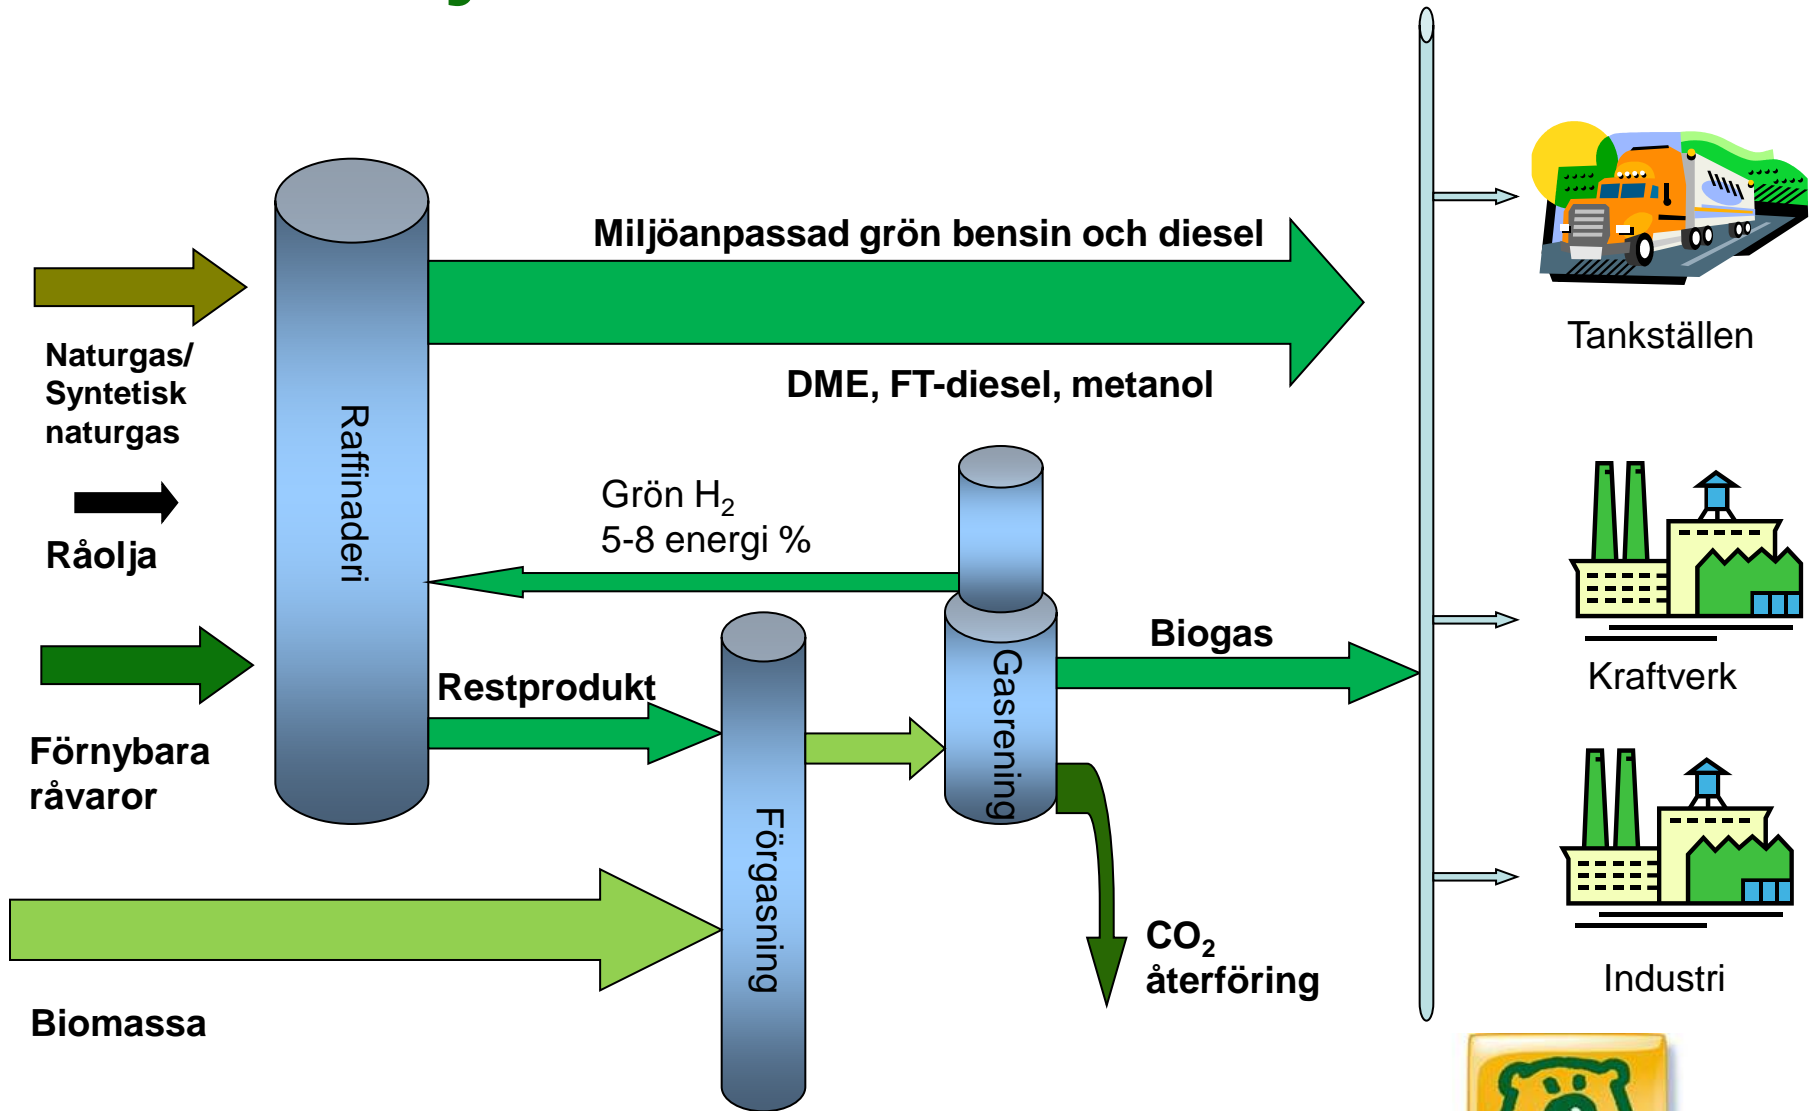 Miljöanpassad grön bensin och diesel
Tankställen
Naturgas/
Syntetisk
naturgas
DME, FT-diesel, metanol
Raffinaderi
Grön H₂
5-8 energi %
Råolja
Biogas
Gasrening
Kraftverk
Restprodukt
Förnybara
råvaror
Förgasning
CO₂
återföring
Industri
Biomassa